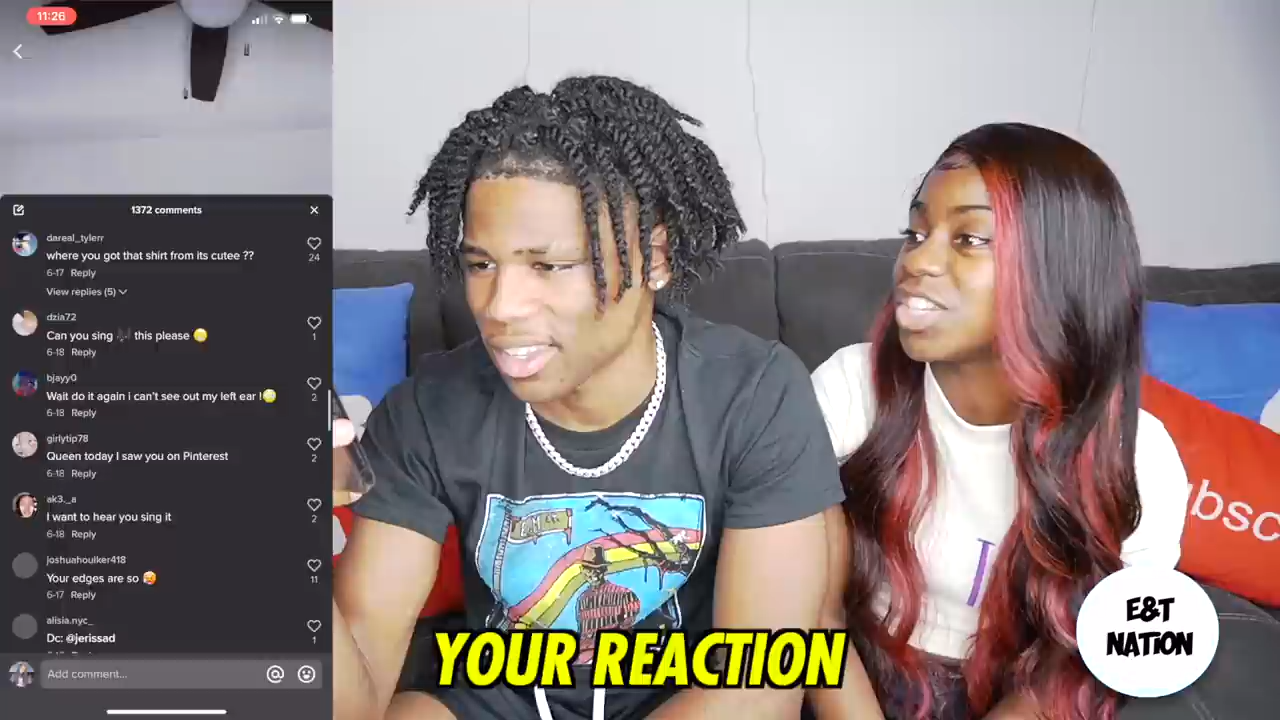 11:26
1372 comments
dareal_tylerr
where you got that shirt from its cutee ??
24
6-17 Reply
View replies (5)
dzia72
Can you sing this please
1
6-18 Reply
bjayy0
Wait do it again i can't see out my left ear !
2
6-18 Reply
girlytip78
Queen today I saw you on Pinterest
2
6-18 Reply
ak3._a
I want to hear you sing it
2
6-18 Reply
joshuahoulker418
Your edges are so
11
6-17 Reply
alisia.nyc_
Dc: @jerissad
1
Add comment...
YOUR REACTION
E&T
NATION